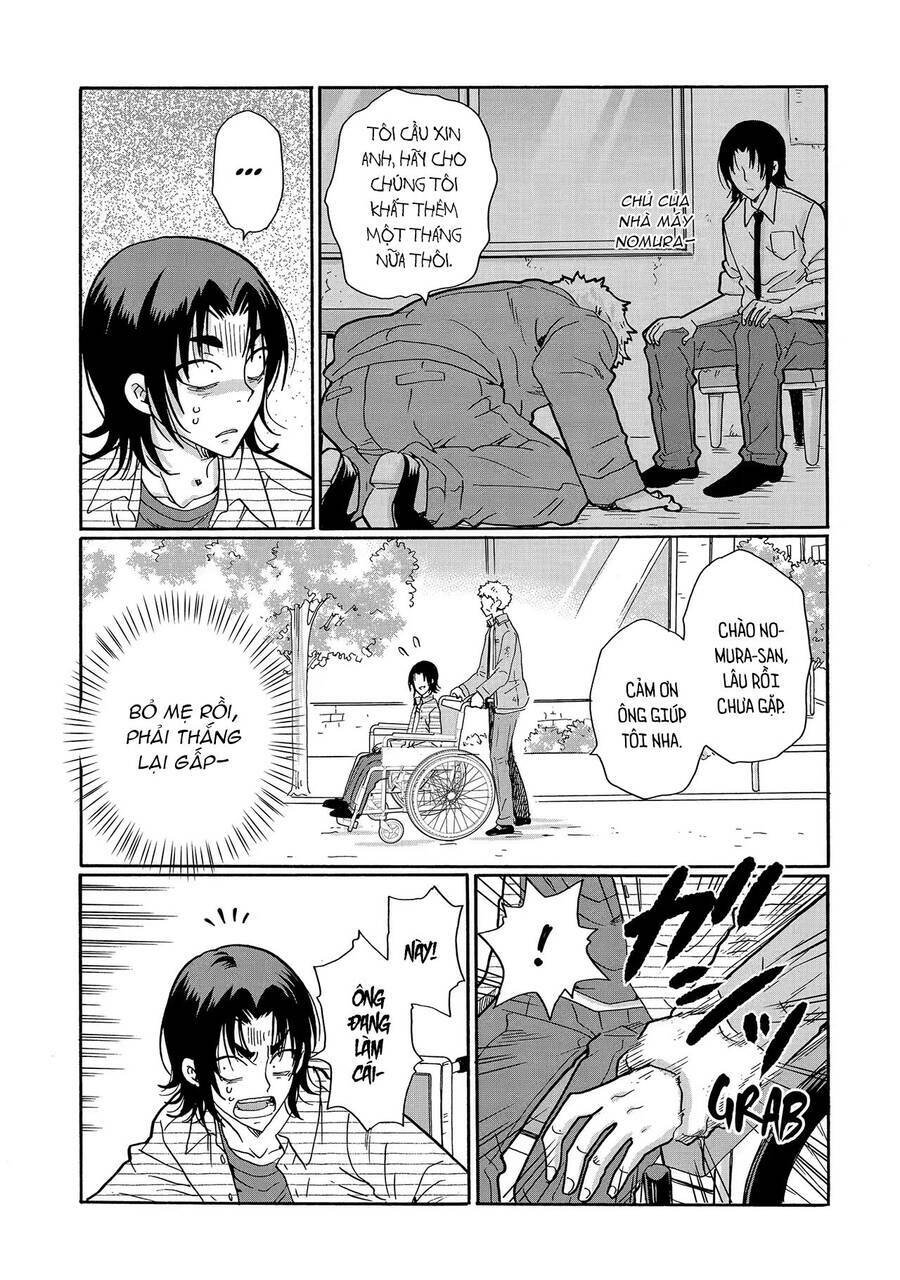 TÔI CẦU XIN
ANH, HÃY CHO
CHÚNG TÔI
KHẤT THÊM
MỘT THÁNG
NỮA THÔI.
CHỦ CỦA
NHÀ MÁY
NOMURA-
...
CHÀO NO-
MURA-SAN,
LÂU RỒI
CHƯA GẶP.
CẢM ƠN
ÔNG GIÚP
TÔI NHA.
BỎ MẸ RỒI,
PHẢI THẮNG
LẠI GẤP-
ガッ
GRAB
!
NÀY!
ÔNG
ĐANG
LÀM
CÁI-